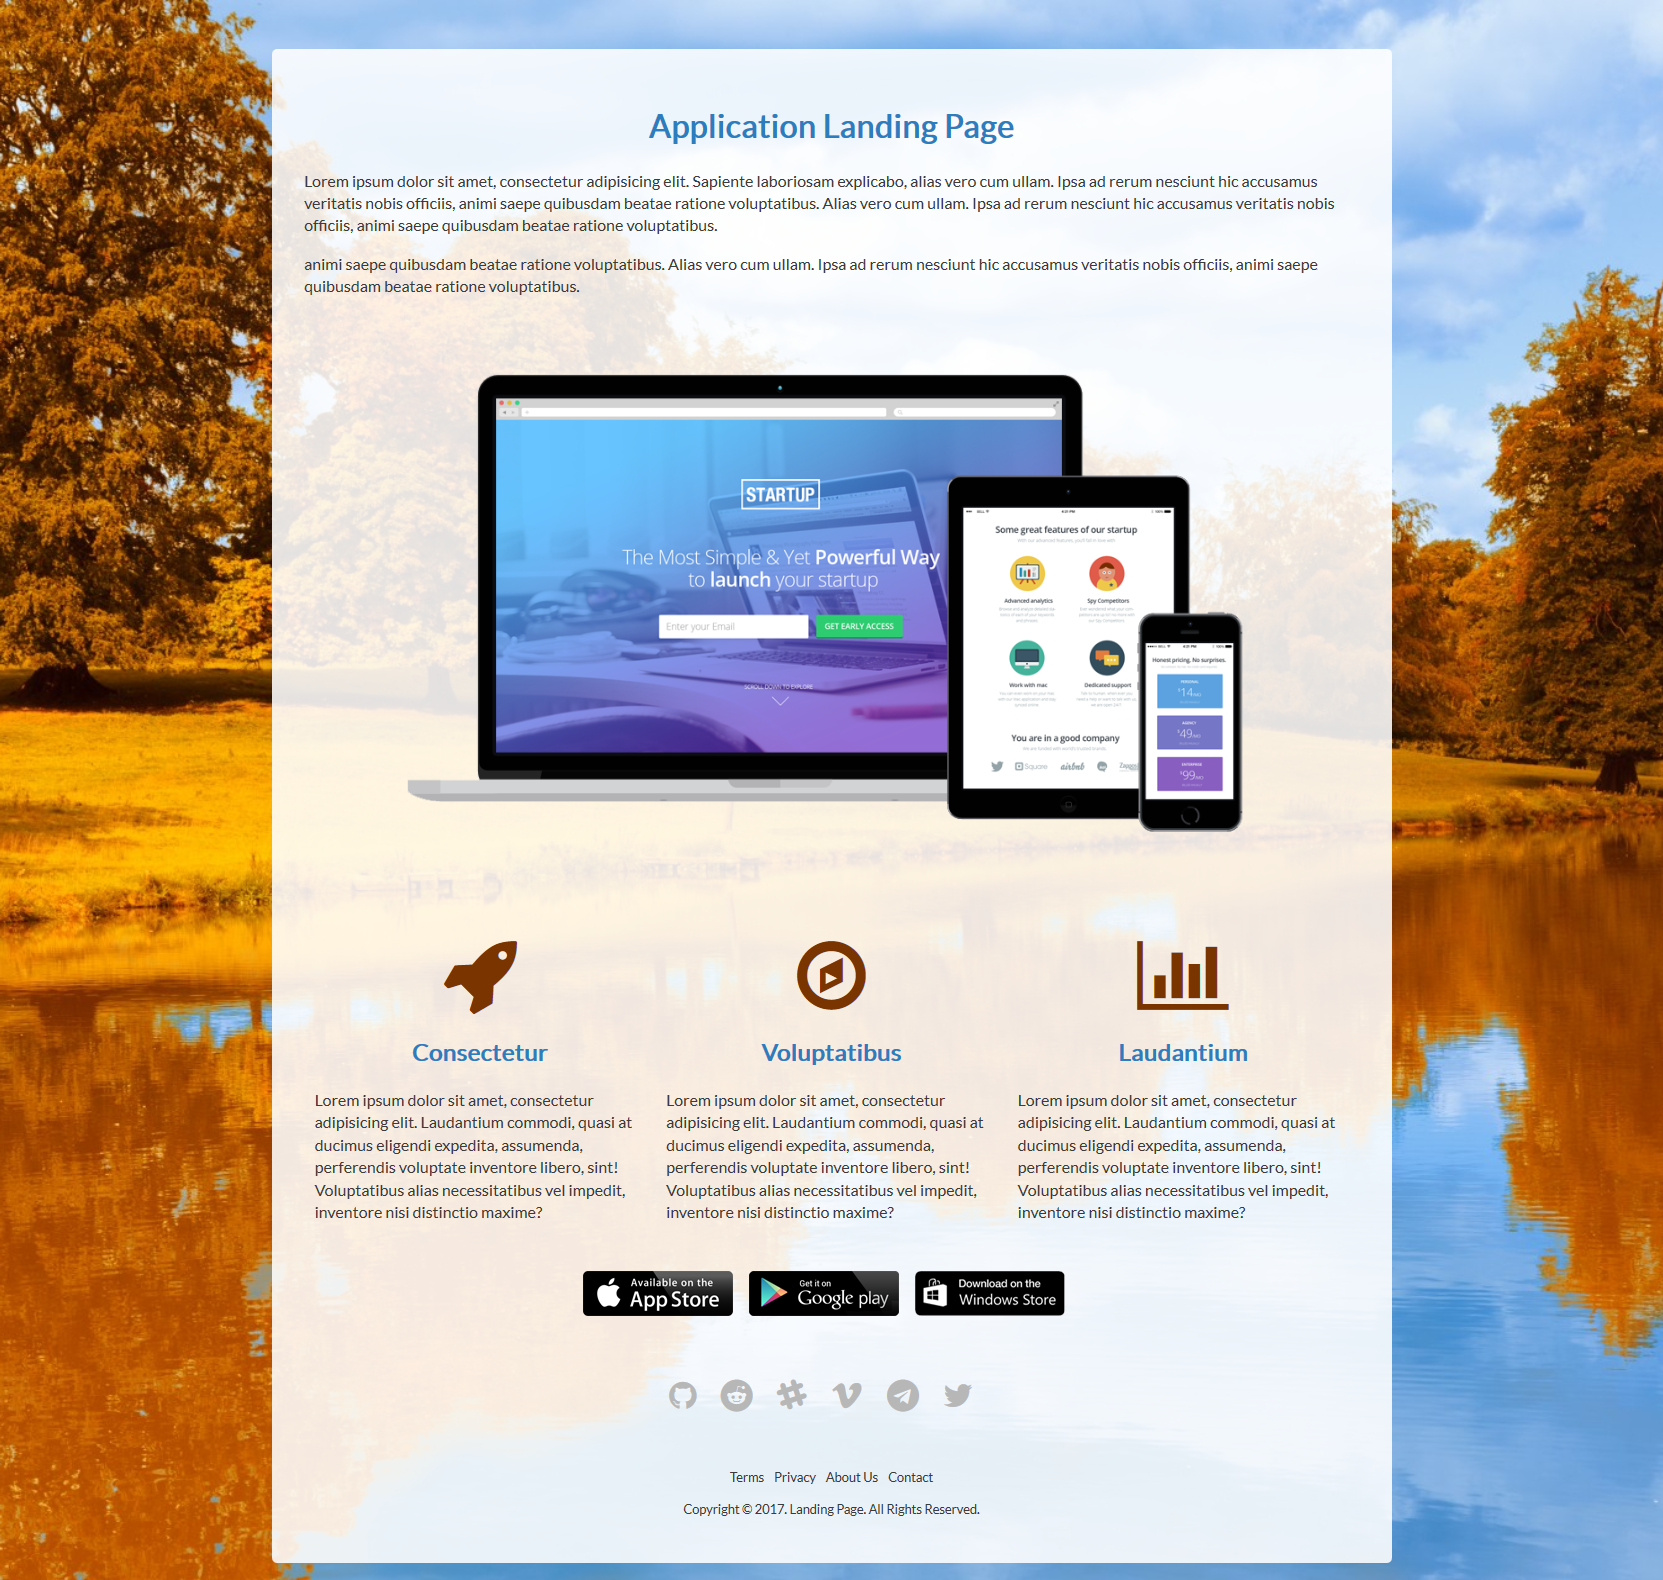 Application Landing Page
Lorem ipsum dolor sit amet, consectetur adipisicing elit. Sapiente laboriosam explicabo, alias vero cum ullam. Ipsa ad rerum nesciunt hic accusamus
veritatis nobis officiis, animi saepe quibusdam beatae ratione voluptatibus. Alias vero cum ullam. Ipsa ad rerum nesciunt hic accusamus veritatis nobis
officiis, animi saepe quibusdam beatae ratione voluptatibus.
animi saepe quibusdam beatae ratione voluptatibus. Alias vero cum ullam. Ipsa ad rerum nesciunt hic accusamus veritatis nobis officiis, animi saepe
quibusdam beatae ratione voluptatibus.
STARTUP
The Most Simple & Yet Powerful Way
to launch your startup
Enter your Email
GET EARLY ACCESS
SCROLL DOWN TO EXPLORE
4:21 PM
100%
Some great features of our startup
Advanced analytics
Spy Competitors
Work with mac
Dedicated support
You are in a good company
Square
airbnb
Honest pricing. No surprises.
PERSONAL
$14
AGENCY
$49
ENTERPRISE
$99
Consectetur
Lorem ipsum dolor sit amet, consectetur
adipisicing elit. Laudantium commodi, quasi at
ducimus eligendi expedita, assumenda,
perferendis voluptate inventore libero, sint!
Voluptatibus alias necessitatibus vel impedit,
inventore nisi distinctio maxime?
Voluptatibus
Lorem ipsum dolor sit amet, consectetur
adipisicing elit. Laudantium commodi, quasi at
ducimus eligendi expedita, assumenda,
perferendis voluptate inventore libero, sint!
Voluptatibus alias necessitatibus vel impedit,
inventore nisi distinctio maxime?
Laudantium
Lorem ipsum dolor sit amet, consectetur
adipisicing elit. Laudantium commodi, quasi at
ducimus eligendi expedita, assumenda,
perferendis voluptate inventore libero, sint!
Voluptatibus alias necessitatibus vel impedit,
inventore nisi distinctio maxime?
Available on the
App Store
Get it on
Google play
Download on the
Windows Store
Terms Privacy About Us Contact
Copyright © 2017. Landing Page. All Rights Reserved.